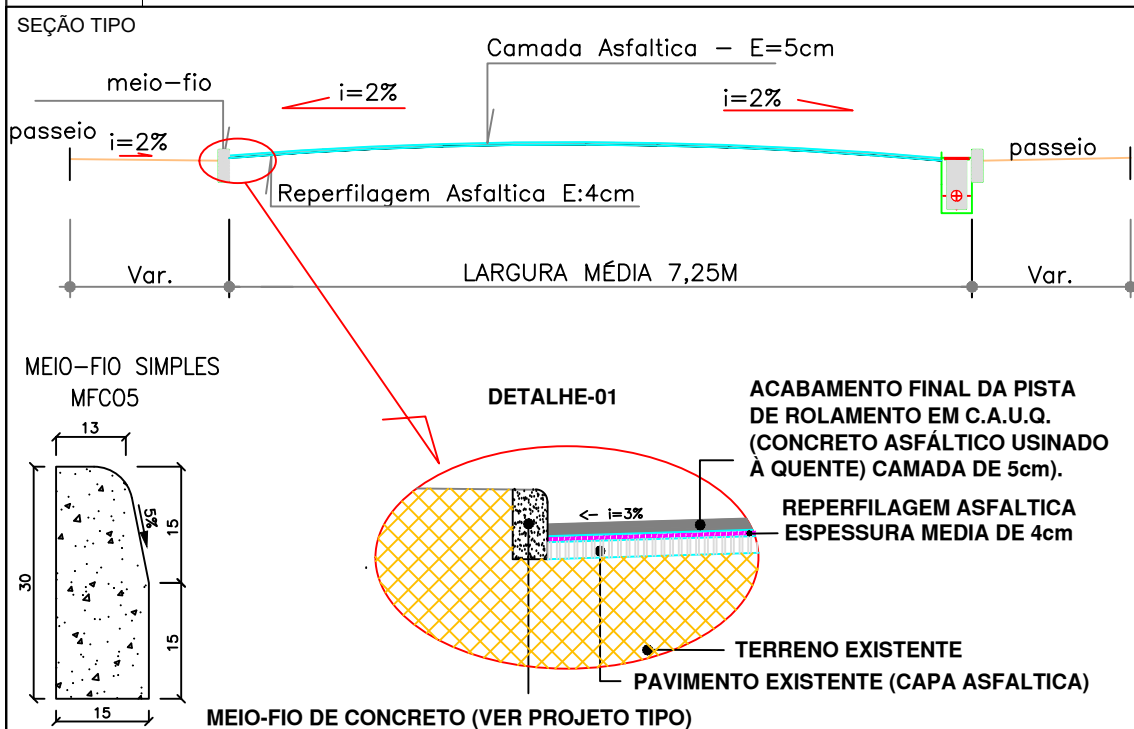 SEÇÃO TIPO
Camada Asfaltica - E=5cm
meio-fio
i=2%
i=2%
passeio
i=2%
passeio
Reperfilagem Asfaltica E:4cm
Var.
LARGURA MÉDIA 7,25M
Var.
MEIO-FIO SIMPLES
MFC05
13
5%
15
30
15
15
DETALHE-01
ACABAMENTO FINAL DA PISTA
DE ROLAMENTO EM C.A.U.Q.
(CONCRETO ASFÁLTICO USINADO
À QUENTE) CAMADA DE 5cm).
<- i=3%
REPERFILAGEM ASFALTICA
ESPESSURA MEDIA DE 4cm
TERRENO EXISTENTE
PAVIMENTO EXISTENTE (CAPA ASFALTICA)
MEIO-FIO DE CONCRETO (VER PROJETO TIPO)